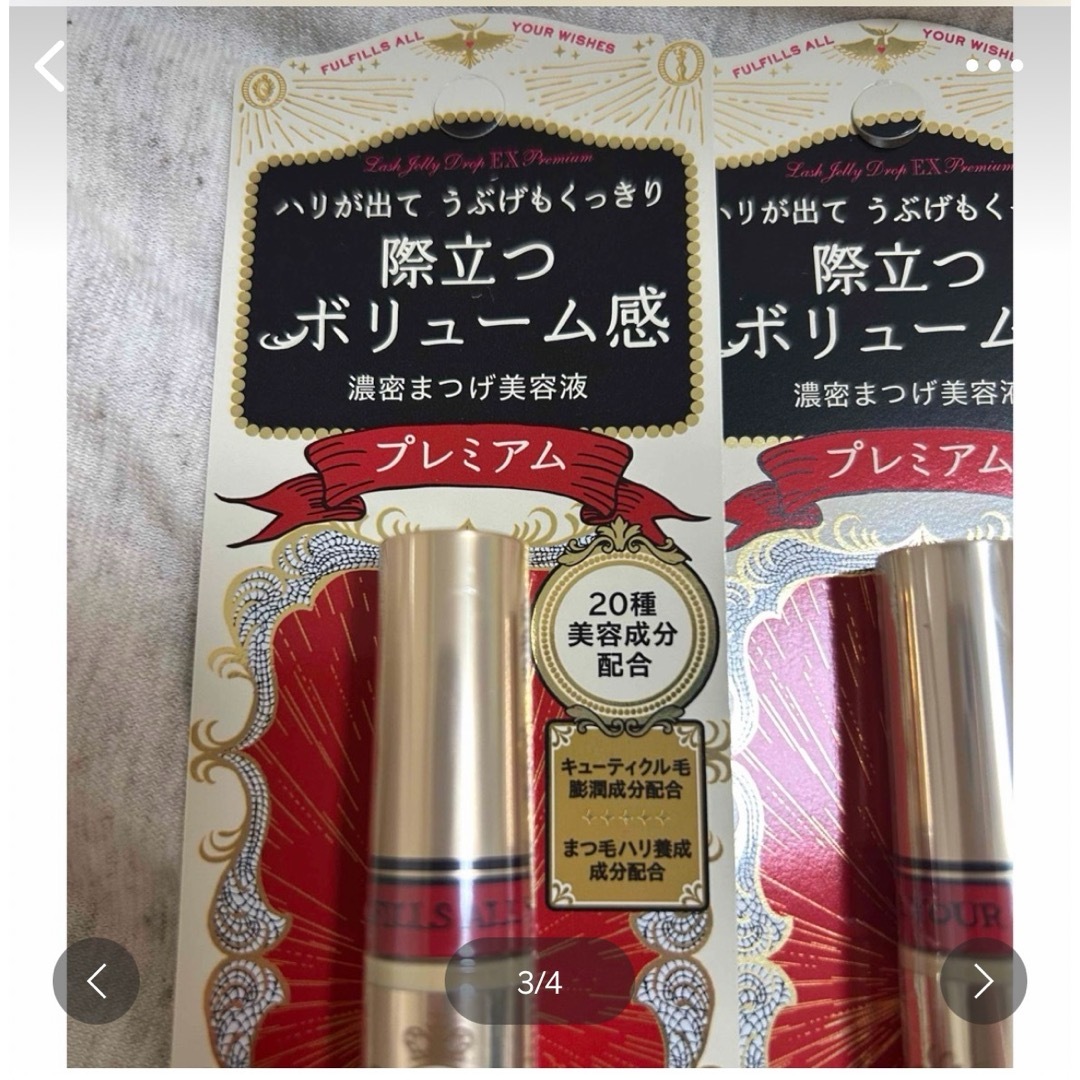 FULFILLS ALL YOUR WISHES
Lash Jelly Drop EX Premium
ハリが出て うぶげもくっきり
際立つ
ボリューム感
濃密まつげ美容液
プレミアム
20種
美容成分
配合
キューティクル毛
膨潤成分配合
まつ毛ハリ養成
成分配合
FULFILLS ALL YOUR
Lash Jelly Drop EX Premium
ハリが出て うぶげもく
際立つ
ボリューム
濃密まつげ美容
プレミアム
YOUR
3/4